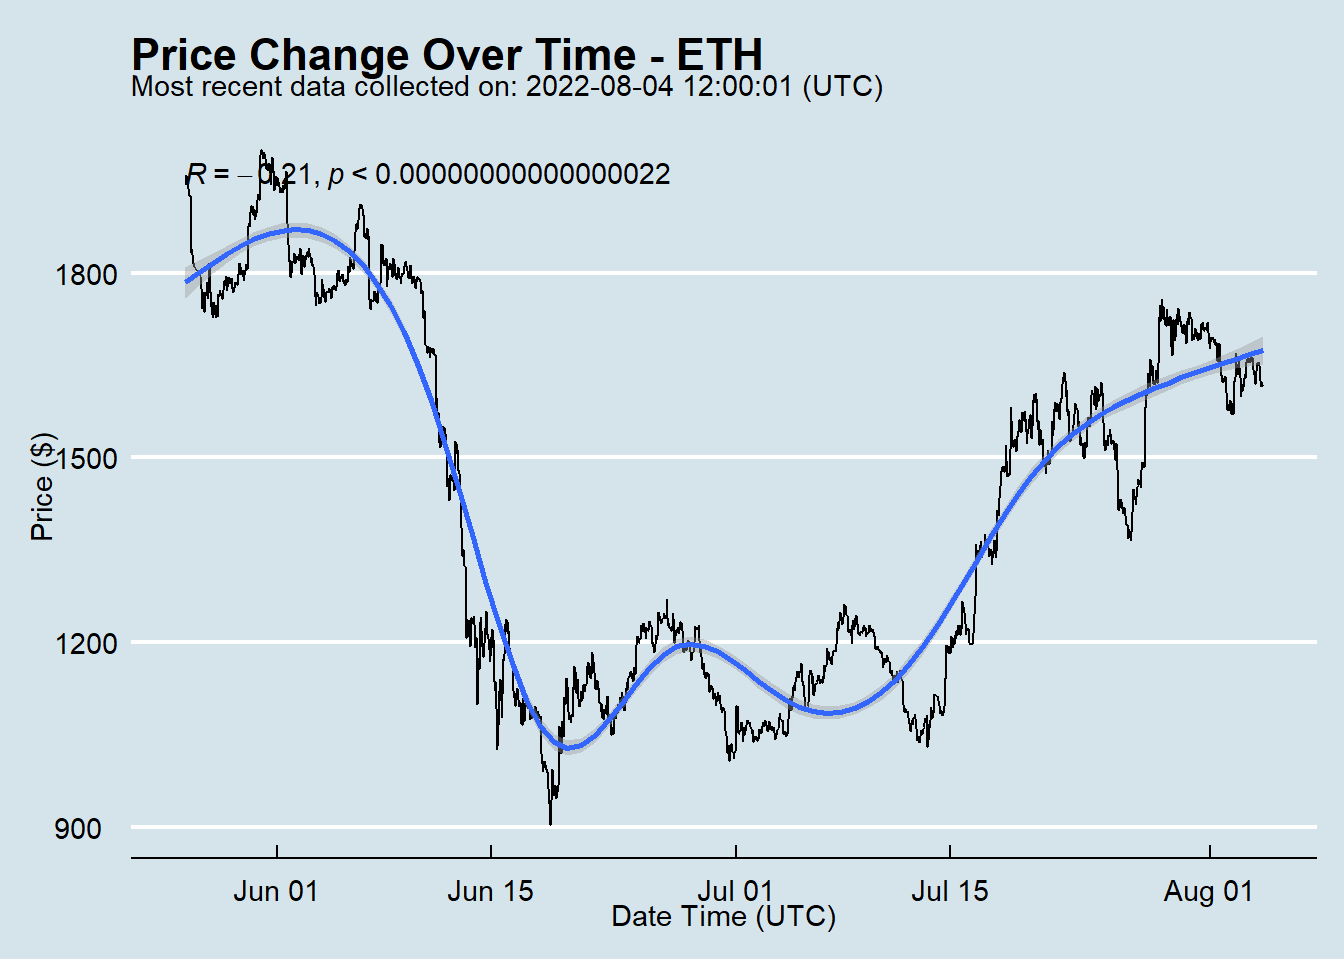 Price Change Over Time - ETH
Most recent data collected on: 2022-08-04 12:00:01 (UTC)
R = −0.21, p < 0.00000000000000022
1800
1500
1200
900
Price ($)
Jun 01 Jun 15 Jul 01 Jul 15 Aug 01
Date Time (UTC)